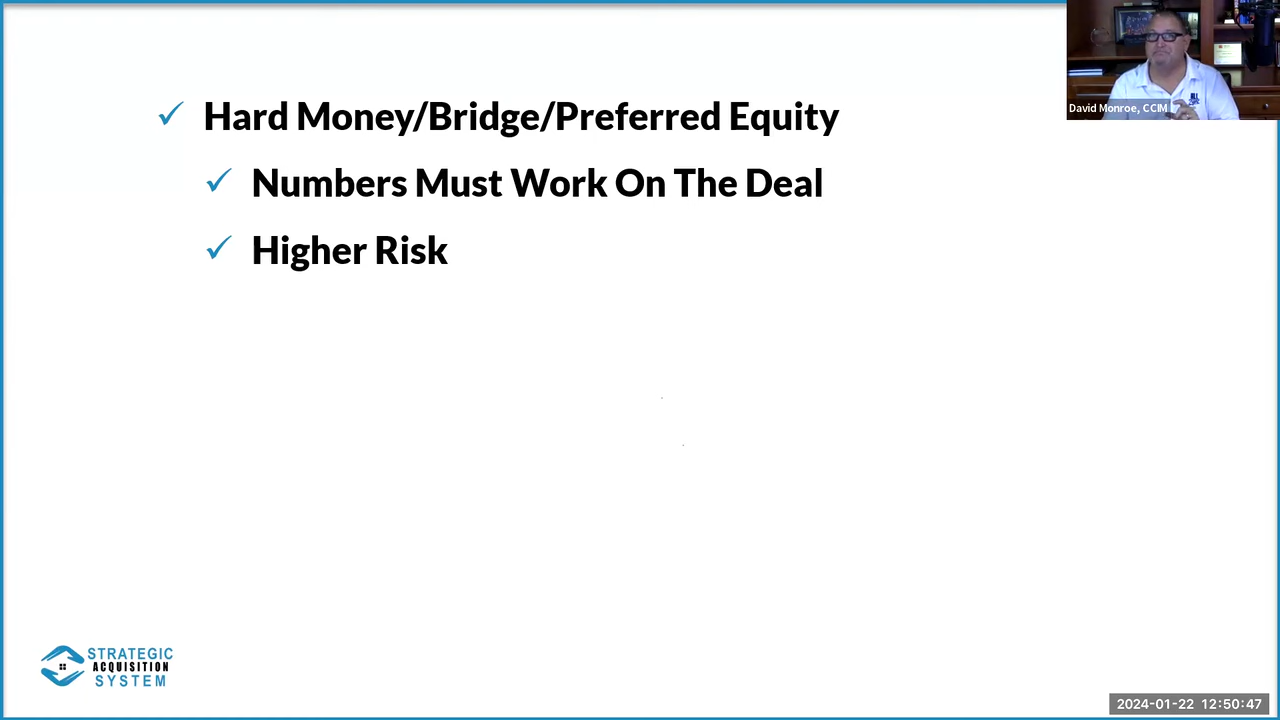 Hard Money/Bridge/Preferred Equity
Numbers Must Work On The Deal
Higher Risk
David Monroe, CCIM
STRATEGIC
ACQUISITION
SYSTEM
2024-01-22 12:50:47